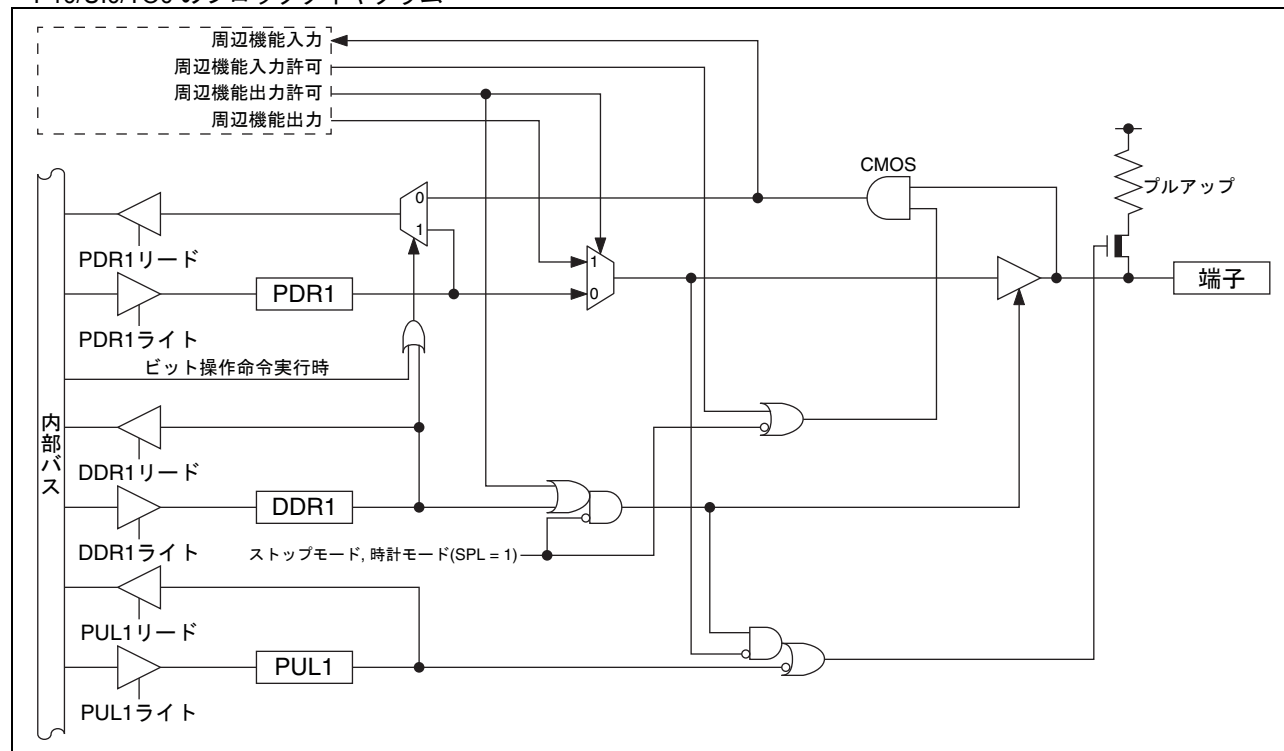 周辺機能入力
周辺機能入力許可
周辺機能出力許可
周辺機能出力
CMOS
プルアップ
0
1
PDR1リード
1
0
端子
PDR1
PDR1ライト
ビット操作命令実行時
内部バス
DDR1リード
DDR1
DDR1ライト
ストップモード, 時計モード(SPL = 1)
PUL1リード
PUL1
PUL1ライト